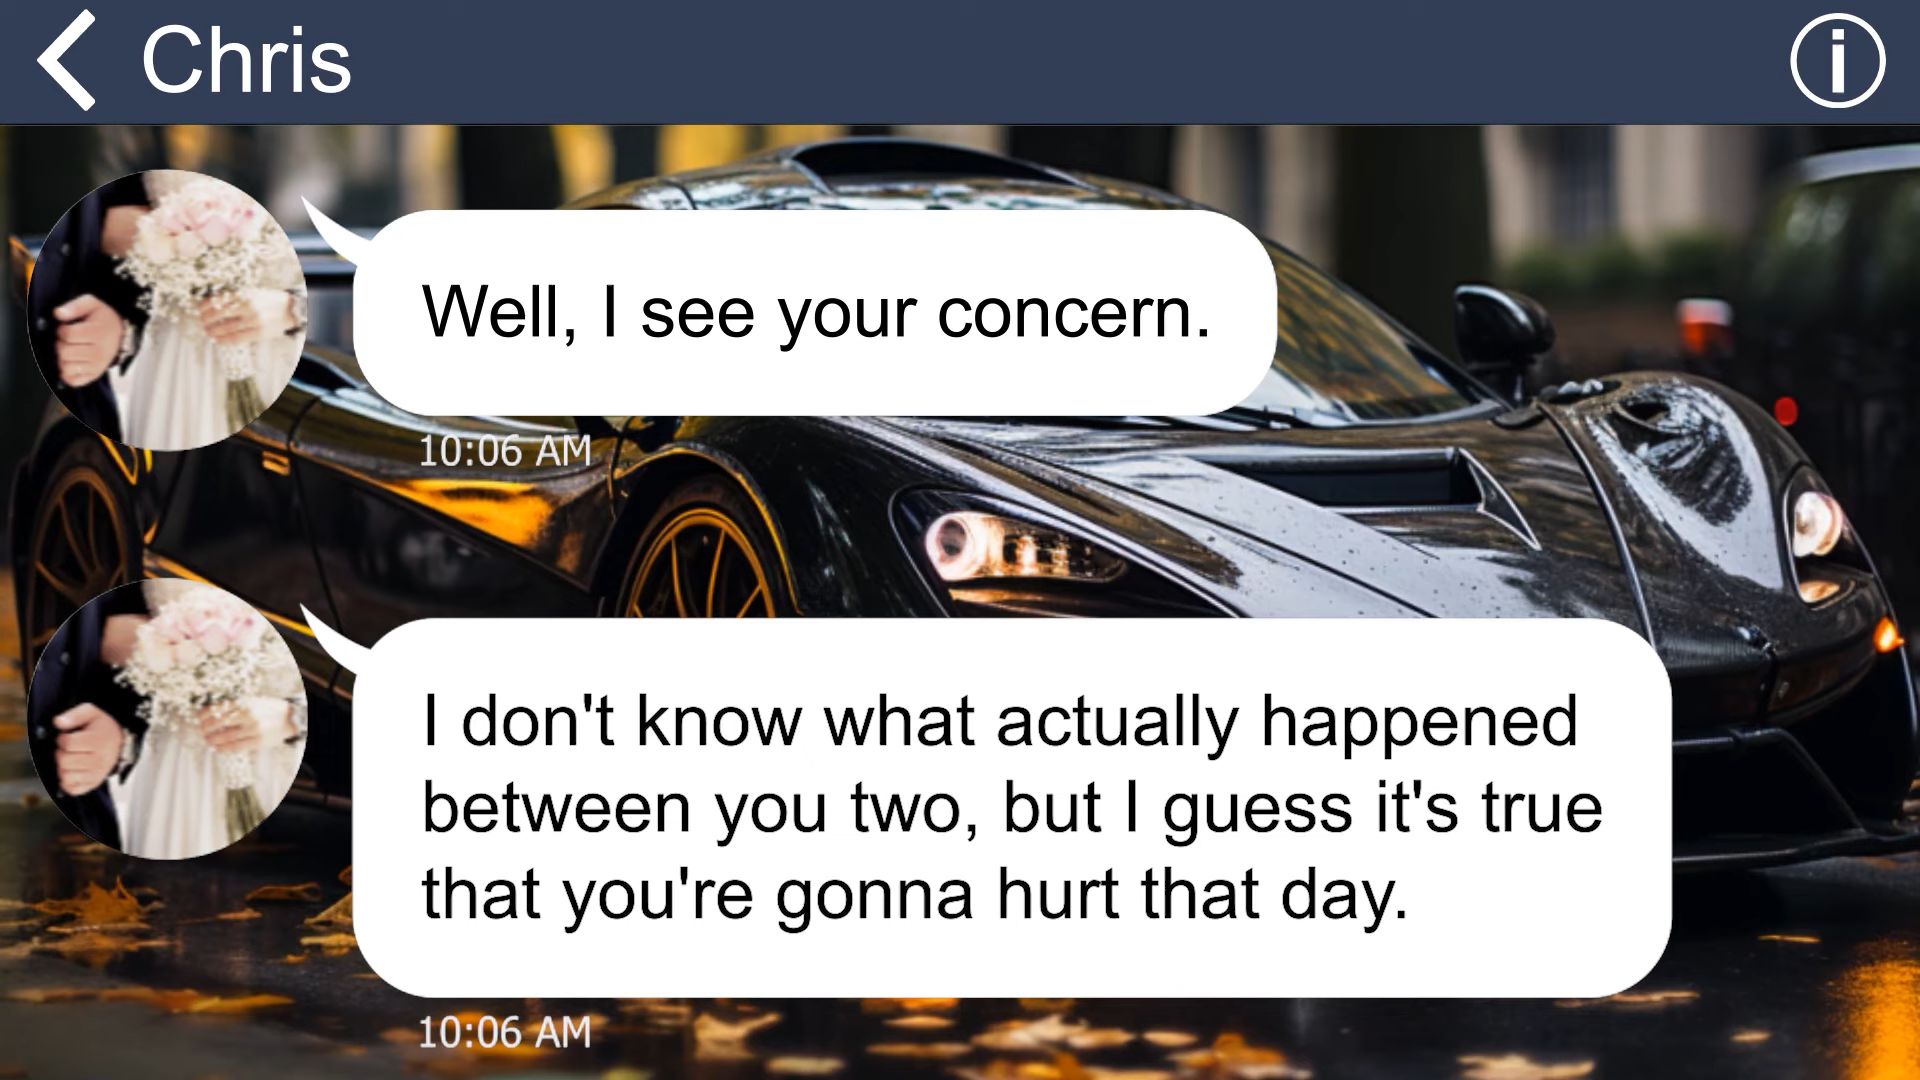 Chris
Well, I see your concern.
10:06 AM
I don't know what actually happened
between you two, but I guess it's true
that you're gonna hurt that day.
10:06 AM